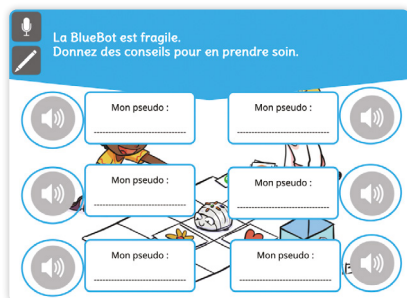 La BlueBot est fragile.
Donnez des conseils pour en prendre soin.
Mon pseudo :
Mon pseudo :
Mon pseudo :
Mon pseudo :
Mon pseudo :
Mon pseudo :